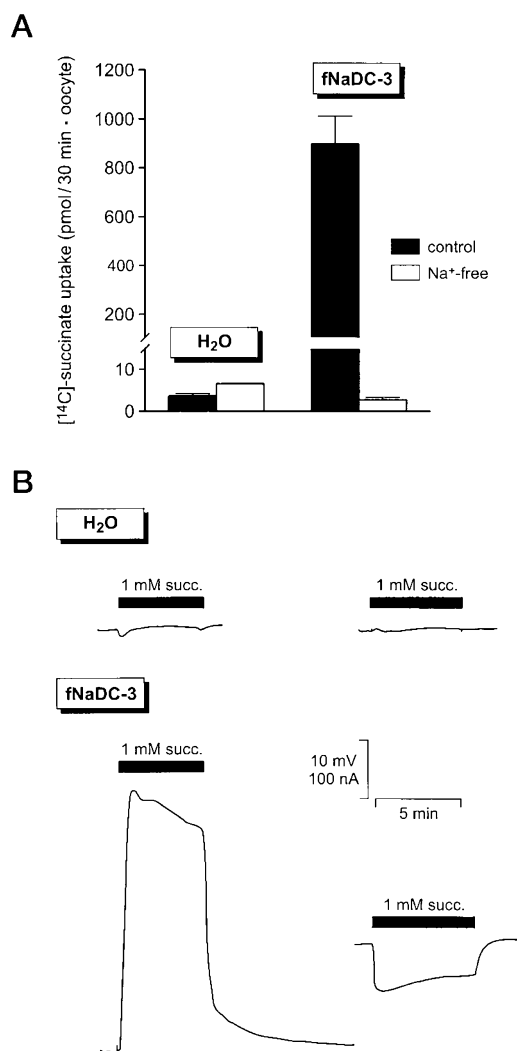 A
[¹⁴C]-succinate uptake (pmol / 30 min · oocyte)
1200
1000
800
600
400
200
10
0
H₂O
fNaDC-3
control
Na⁺-free
B
H₂O
1 mM succ.
1 mM succ.
fNaDC-3
1 mM succ.
10 mV
100 nA
5 min
1 mM succ.